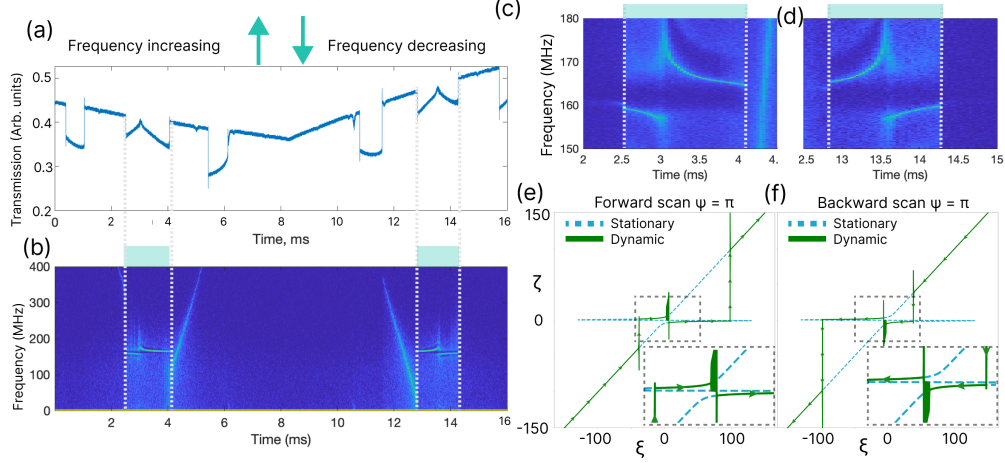 (a)
Frequency increasing
Frequency decreasing
Transmission (Arb. units)
0.5
0.4
0.3
0.2
0 2 4 6 8 10 12 14 16
Time, ms
(b)
Frequency (MHz)
400
300
200
100
0
0 2 4 6 8 10 12 14 16
Time (ms)
(c)
Frequency (MHz)
180
170
160
150
2 2.5 3 3.5 4 4.
Time (ms)
(d)
12.5 13 13.5 14 14.5 15
Time (ms)
(e)
Forward scan ψ = π
Stationary
Dynamic
150
ζ
0
-150
-100 0 100
ξ
(f)
Backward scan ψ = π
Stationary
Dynamic
-100 0 100
ξ